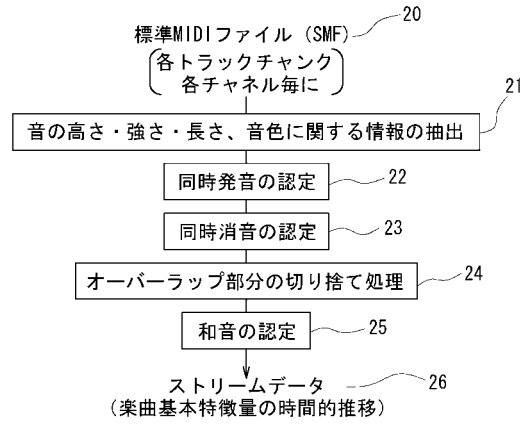 標準MIDIファイル (SMF) 20
各トラックチャンク
各チャネル毎に
21
音の高さ・強さ・長さ、音色に関する情報の抽出
同時発音の認定 22
同時消音の認定 23
オーバーラップ部分の切り捨て処理 24
和音の認定 25
ストリームデータ 26
(楽曲基本特徴量の時間的推移)